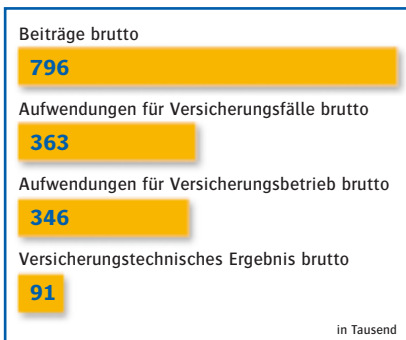 Beiträge brutto
796
Aufwendungen für Versicherungsfälle brutto
363
Aufwendungen für Versicherungsbetrieb brutto
346
Versicherungstechnisches Ergebnis brutto
91
in Tausend